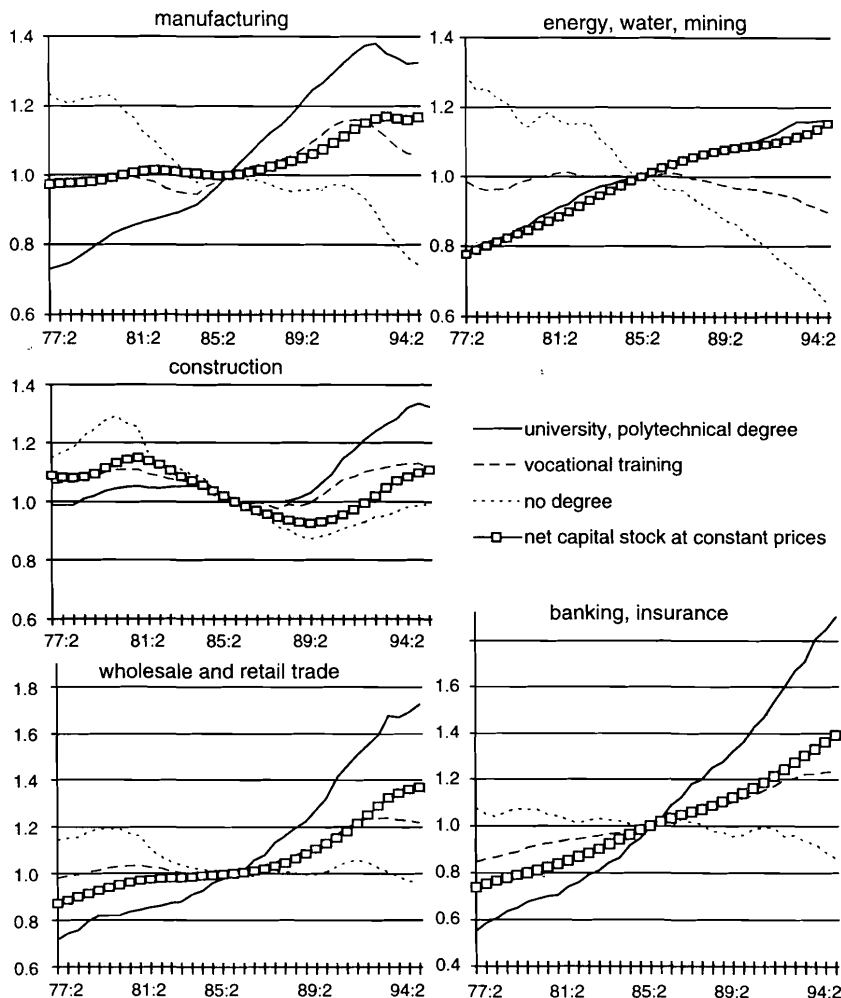 manufacturing
1.4
1.2
1.0
0.8
0.6
77:2 81:2 85:2 89:2 94:2
energy, water, mining
1.4
1.2
1.0
0.8
0.6
77:2 81:2 85:2 89:2 94:2
construction
1.4
1.2
1.0
0.8
0.6
77:2 81:2 85:2 89:2 94:2
university, polytechnical degree
vocational training
no degree
net capital stock at constant prices
wholesale and retail trade
1.8
1.6
1.4
1.2
1.0
0.8
0.6
77:2 81:2 85:2 89:2 94:2
banking, insurance
1.6
1.4
1.2
1.0
0.8
0.6
0.4
77:2 81:2 85:2 89:2 94:2